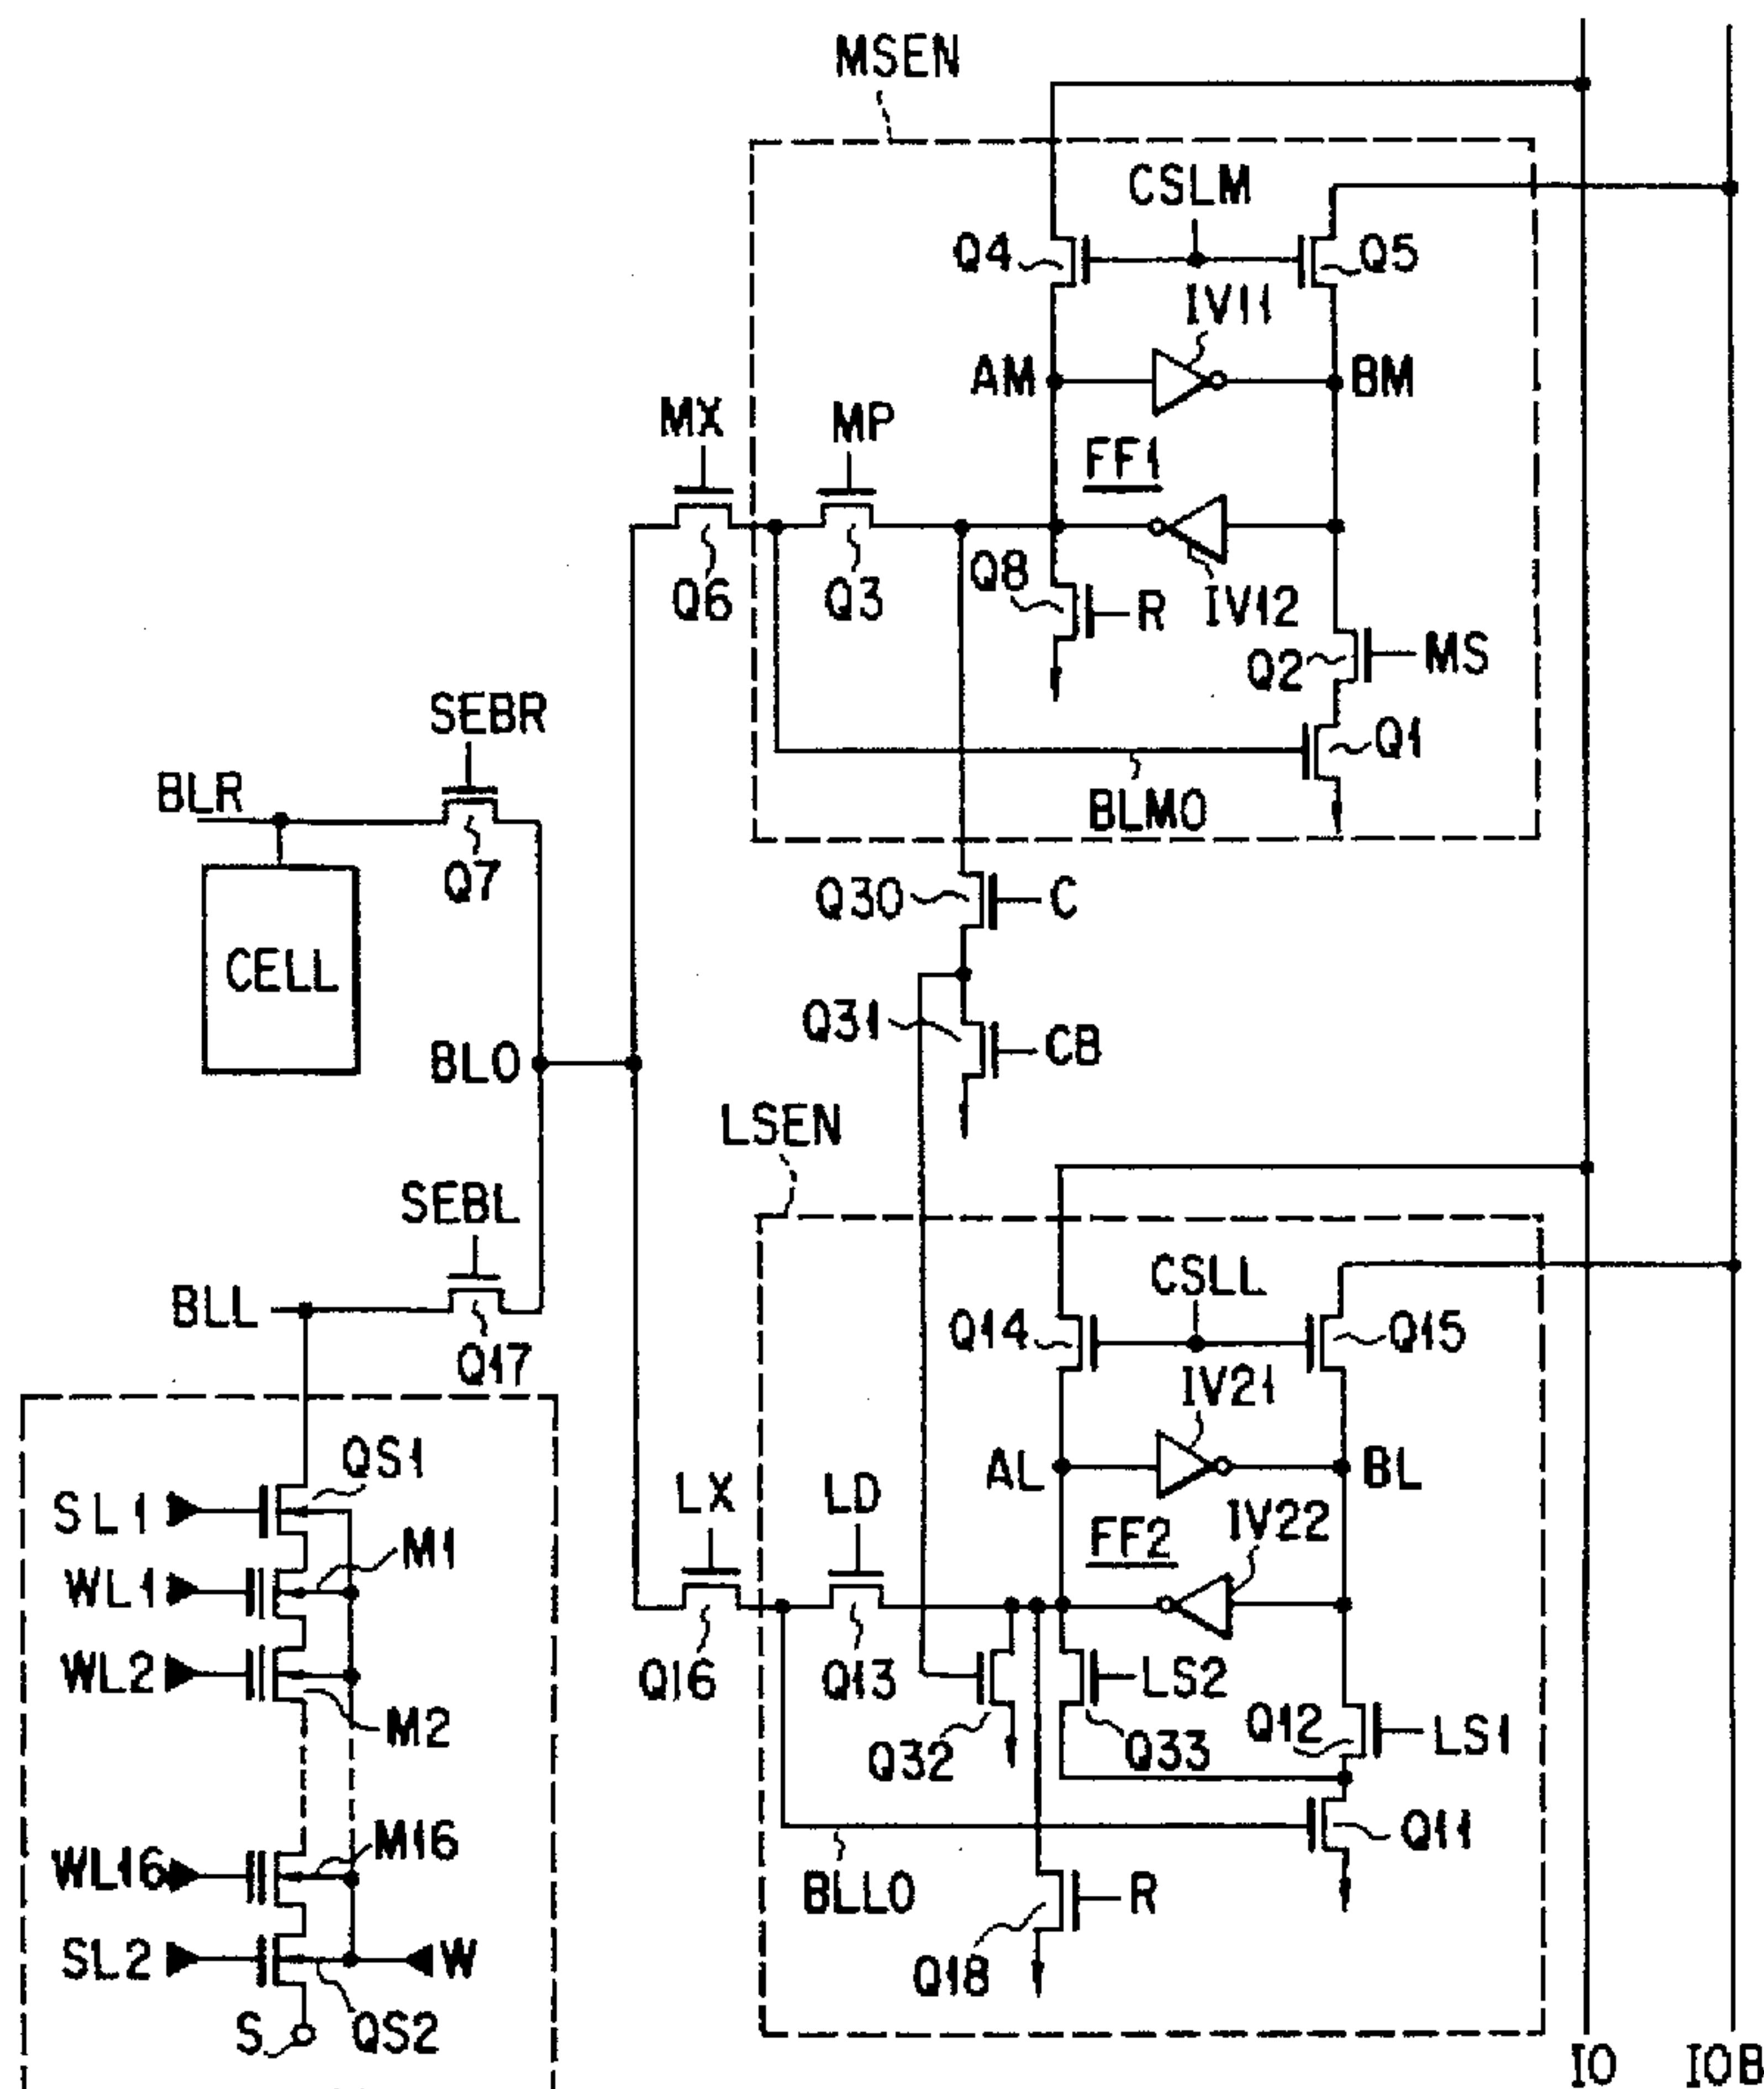 MSEN
CSLM
Q4
Q5
IV11
AM
BM
MX
MP
FF1
Q6
Q3
Q8
R
IV12
Q2
MS
SEBR
Q1
BLR
BLMO
Q7
Q30
C
CELL
Q31
CB
BLO
LSEN
SEBL
CSLL
BLL
Q14
Q15
Q17
IV21
QS1
AL
BL
SL1
LX
LD
IV22
M1
FF2
WL1
WL2
Q16
Q13
LS2
Q12
LS1
M2
Q32
Q33
M16
Q11
WL16
BLLO
R
SL2
W
Q18
S
QS2
IO
IOB